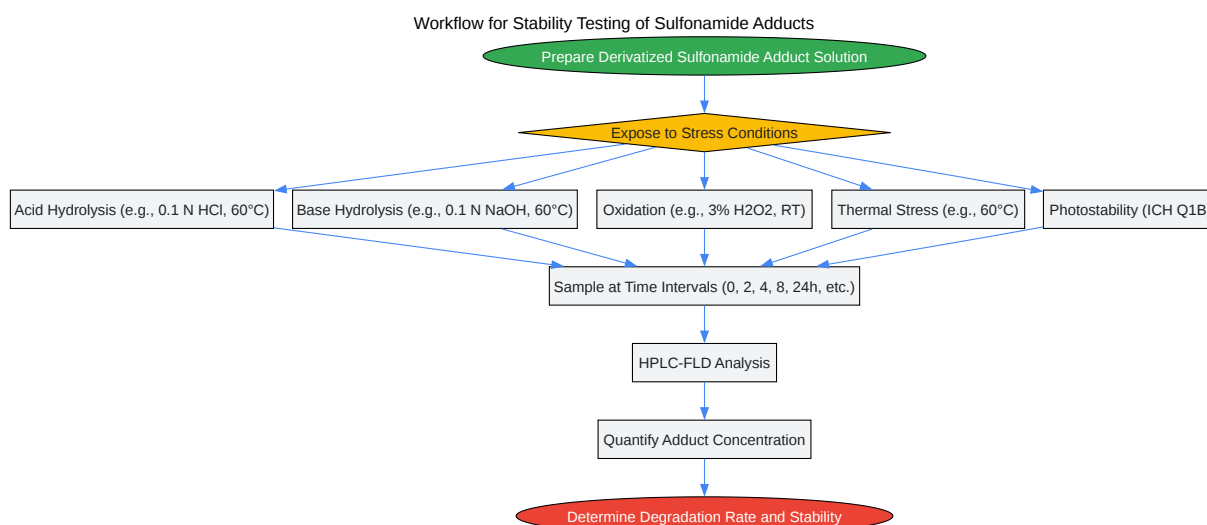 Workflow for Stability Testing of Sulfonamide Adducts
Prepare Derivatized Sulfonamide Adduct Solution
Expose to Stress Conditions
Acid Hydrolysis (e.g., 0.1 N HCl, 60°C)
Base Hydrolysis (e.g., 0.1 N NaOH, 60°C)
Oxidation (e.g., 3% H2O2, RT)
Thermal Stress (e.g., 60°C)
Photostability (ICH Q1B
Sample at Time Intervals (0, 2, 4, 8, 24h, etc.)
HPLC-FLD Analysis
Quantify Adduct Concentration
Determine Degradation Rate and Stability